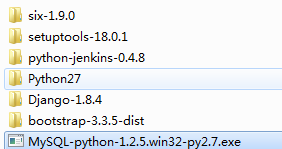 six-1.9.0
setuptools-18.0.1
python-jenkins-0.4.8
Python27
Django-1.8.4
bootstrap-3.3.5-dist
MySQL-python-1.2.5.win32-py2.7.exe